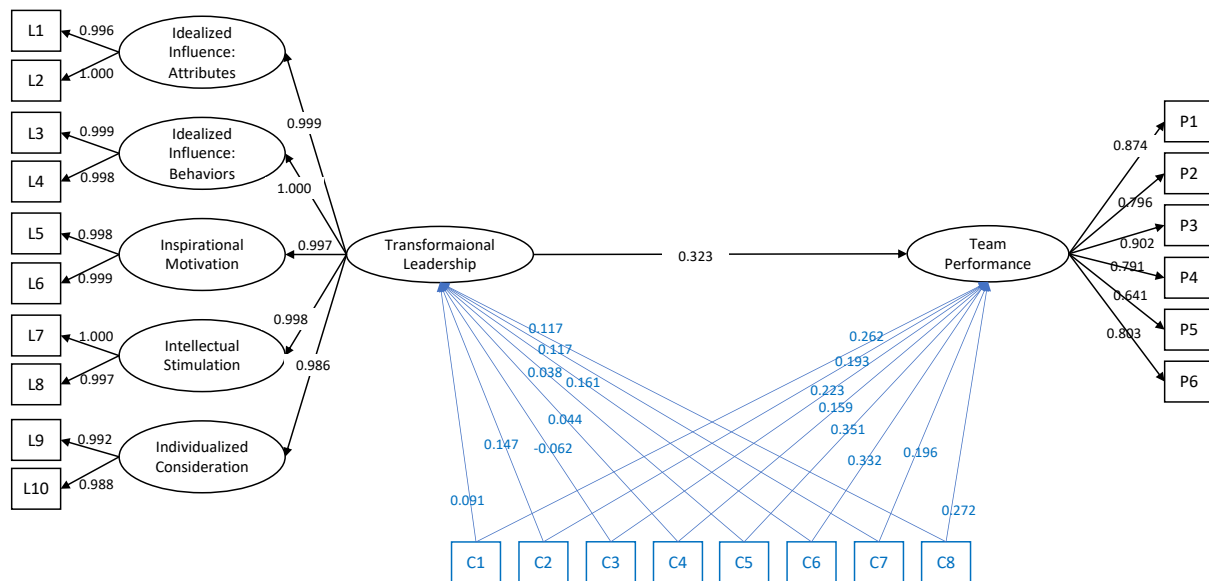 L1
0.996
Idealized
Influence:
Attributes
L2
1.000
L3
0.999
Idealized
Influence:
Behaviors
L4
0.998
L5
0.998
Inspirational
Motivation
L6
0.999
L7
1.000
Intellectual
Stimulation
L8
0.997
L9
0.992
Individualized
Consideration
L10
0.988
0.999
1.000
0.997
0.998
0.986
Transformaional
Leadership
0.323
Team
Performance
0.874
0.796
0.902
0.791
0.641
0.803
P1
P2
P3
P4
P5
P6
0.117
0.117
0.038
0.161
0.044
0.147
-0.062
0.091
0.262
0.193
0.223
0.159
0.351
0.332
0.196
0.272
C1
C2
C3
C4
C5
C6
C7
C8